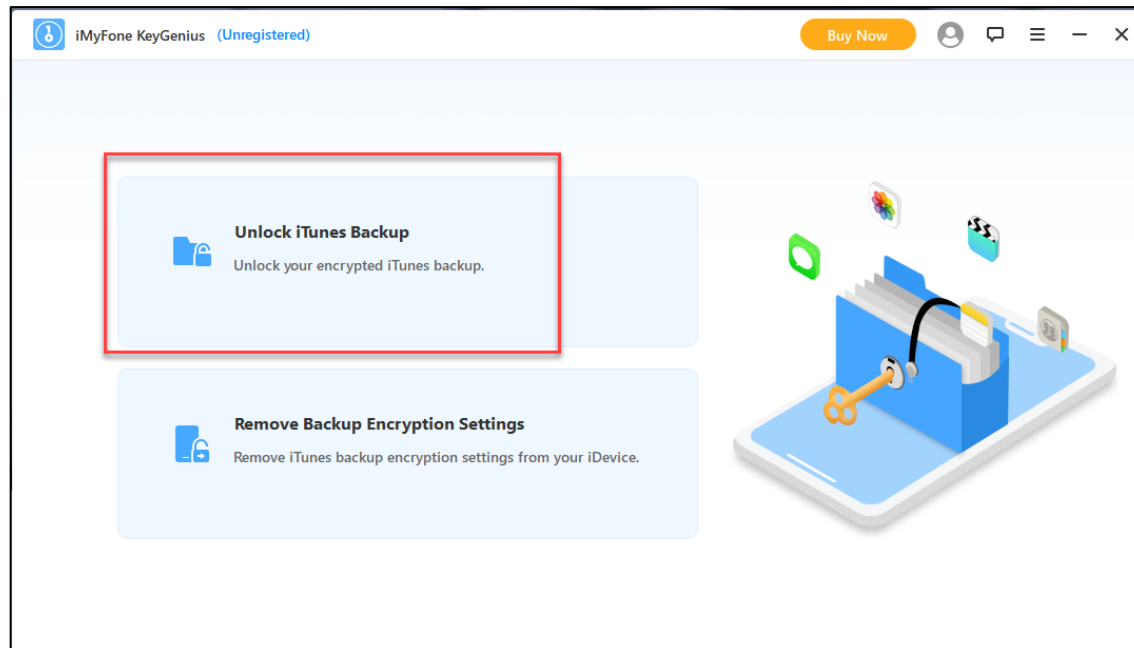 iMyFone KeyGenius (Unregistered)
Buy Now
Unlock iTunes Backup
Unlock your encrypted iTunes backup.
Remove Backup Encryption Settings
Remove iTunes backup encryption settings from your iDevice.